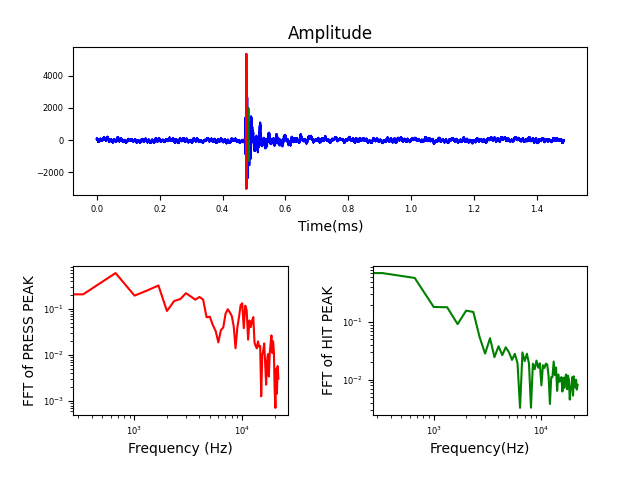 Amplitude
4000
2000
0
−2000
0.0 0.2 0.4 0.6 0.8 1.0 1.2 1.4
Time(ms)
FFT of PRESS PEAK
10⁻¹
10⁻²
10⁻³
10³ 10⁴
Frequency (Hz)
FFT of HIT PEAK
10⁻¹
10⁻²
10³ 10⁴
Frequency(Hz)